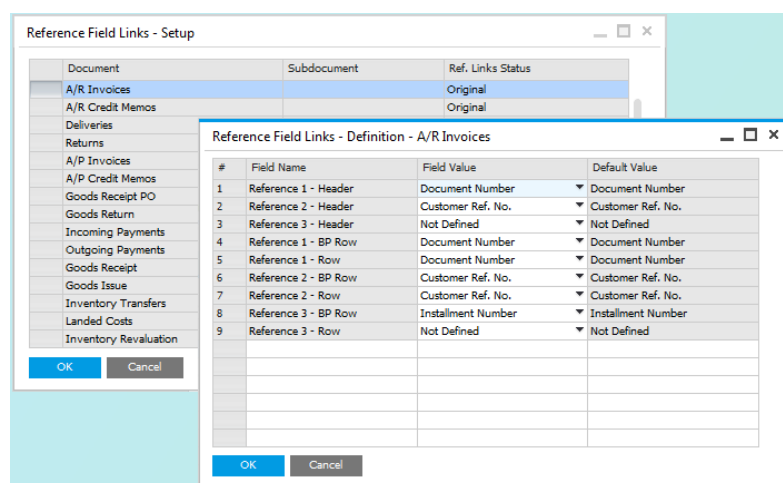 Reference Field Links - Setup
Document Subdocument Ref. Links Status
A/R Invoices Original
A/R Credit Memos Original
Deliveries
Returns
A/P Invoices
A/P Credit Memos
Goods Receipt PO
Goods Return
Incoming Payments
Outgoing Payments
Goods Receipt
Goods Issue
Inventory Transfers
Landed Costs
Inventory Revaluation
OK Cancel
Reference Field Links - Definition - A/R Invoices
# Field Name Field Value Default Value
1 Reference 1 - Header Document Number Document Number
2 Reference 2 - Header Customer Ref. No. Customer Ref. No.
3 Reference 3 - Header Not Defined Not Defined
4 Reference 1 - BP Row Document Number Document Number
5 Reference 1 - Row Document Number Document Number
6 Reference 2 - BP Row Customer Ref. No. Customer Ref. No.
7 Reference 2 - Row Customer Ref. No. Customer Ref. No.
8 Reference 3 - BP Row Installment Number Installment Number
9 Reference 3 - Row Not Defined Not Defined
OK Cancel